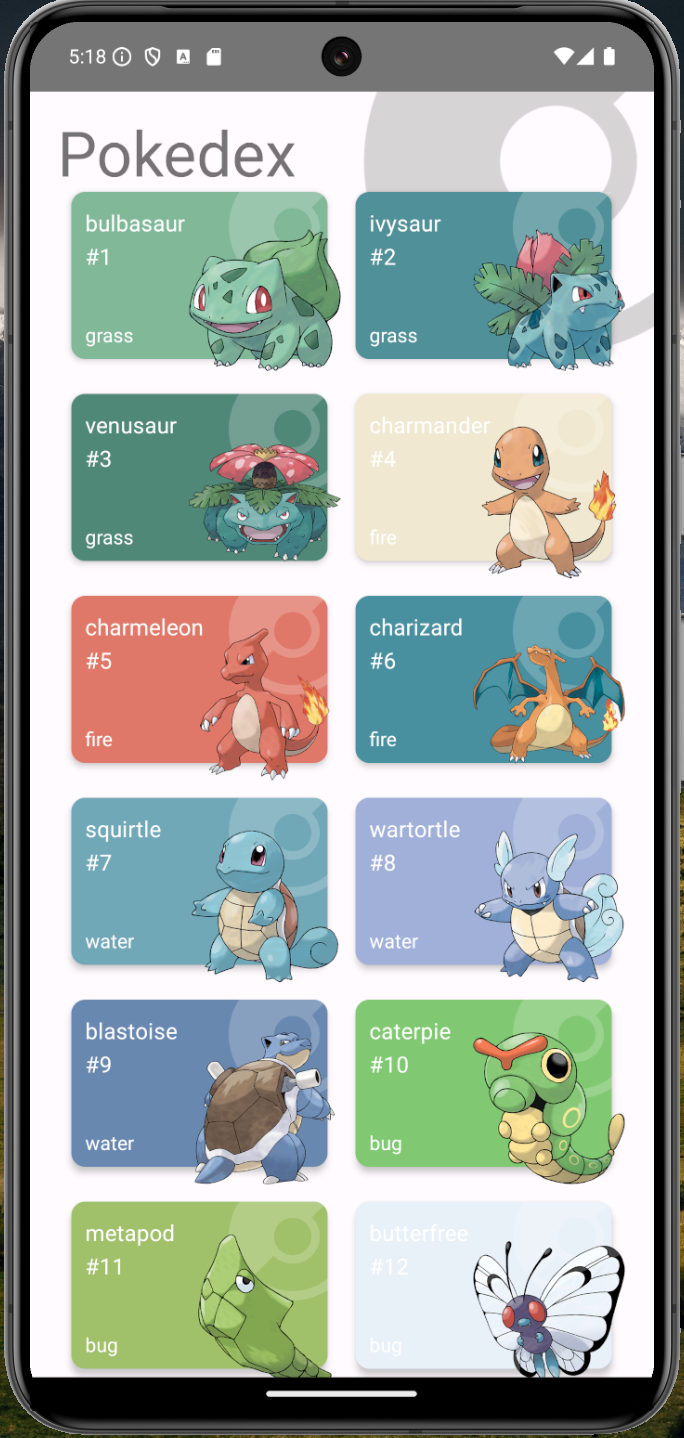 5:18
Pokedex
bulbasaur
#1
grass
ivysaur
#2
grass
venusaur
#3
grass
charmander
#4
fire
charmeleon
#5
fire
charizard
#6
fire
squirtle
#7
water
wartortle
#8
water
blastoise
#9
water
caterpie
#10
bug
metapod
#11
bug
butterfree
#12
bug